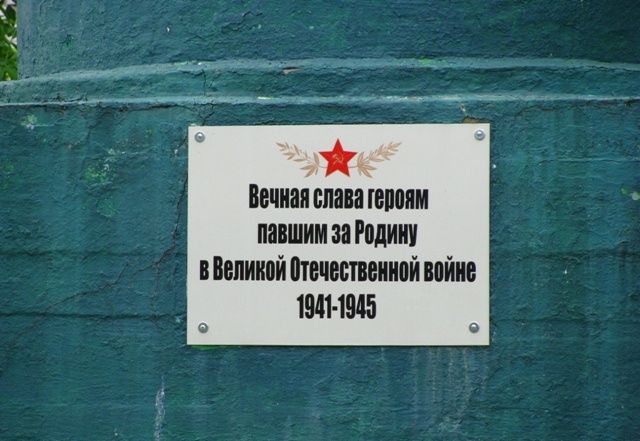 Вечная слава героям
павшим за Родину
в Великой Отечественной войне
1941-1945